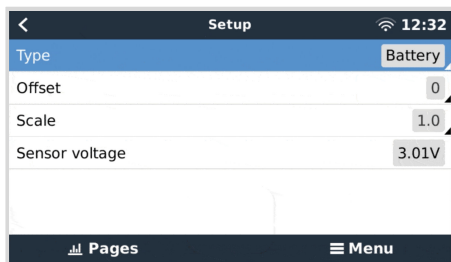 Setup 12:32
Type Battery
Offset 0
Scale 1.0
Sensor voltage 3.01V
Pages Menu